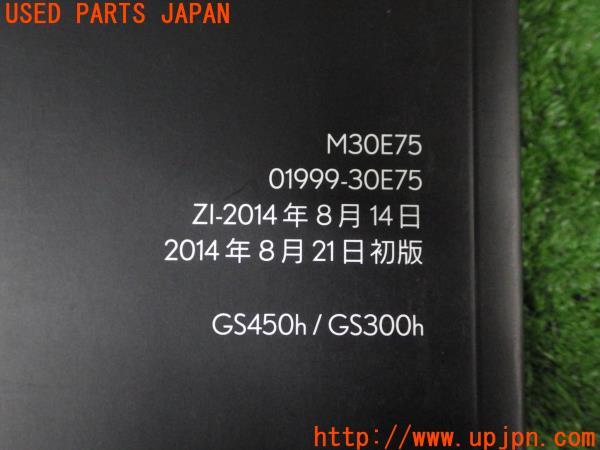 USED PARTS JAPAN
M30E75
01999-30E75
ZI-2014年8月14日
2014年8月21日初版
GS450h / GS300h
http://www.upjpn.com